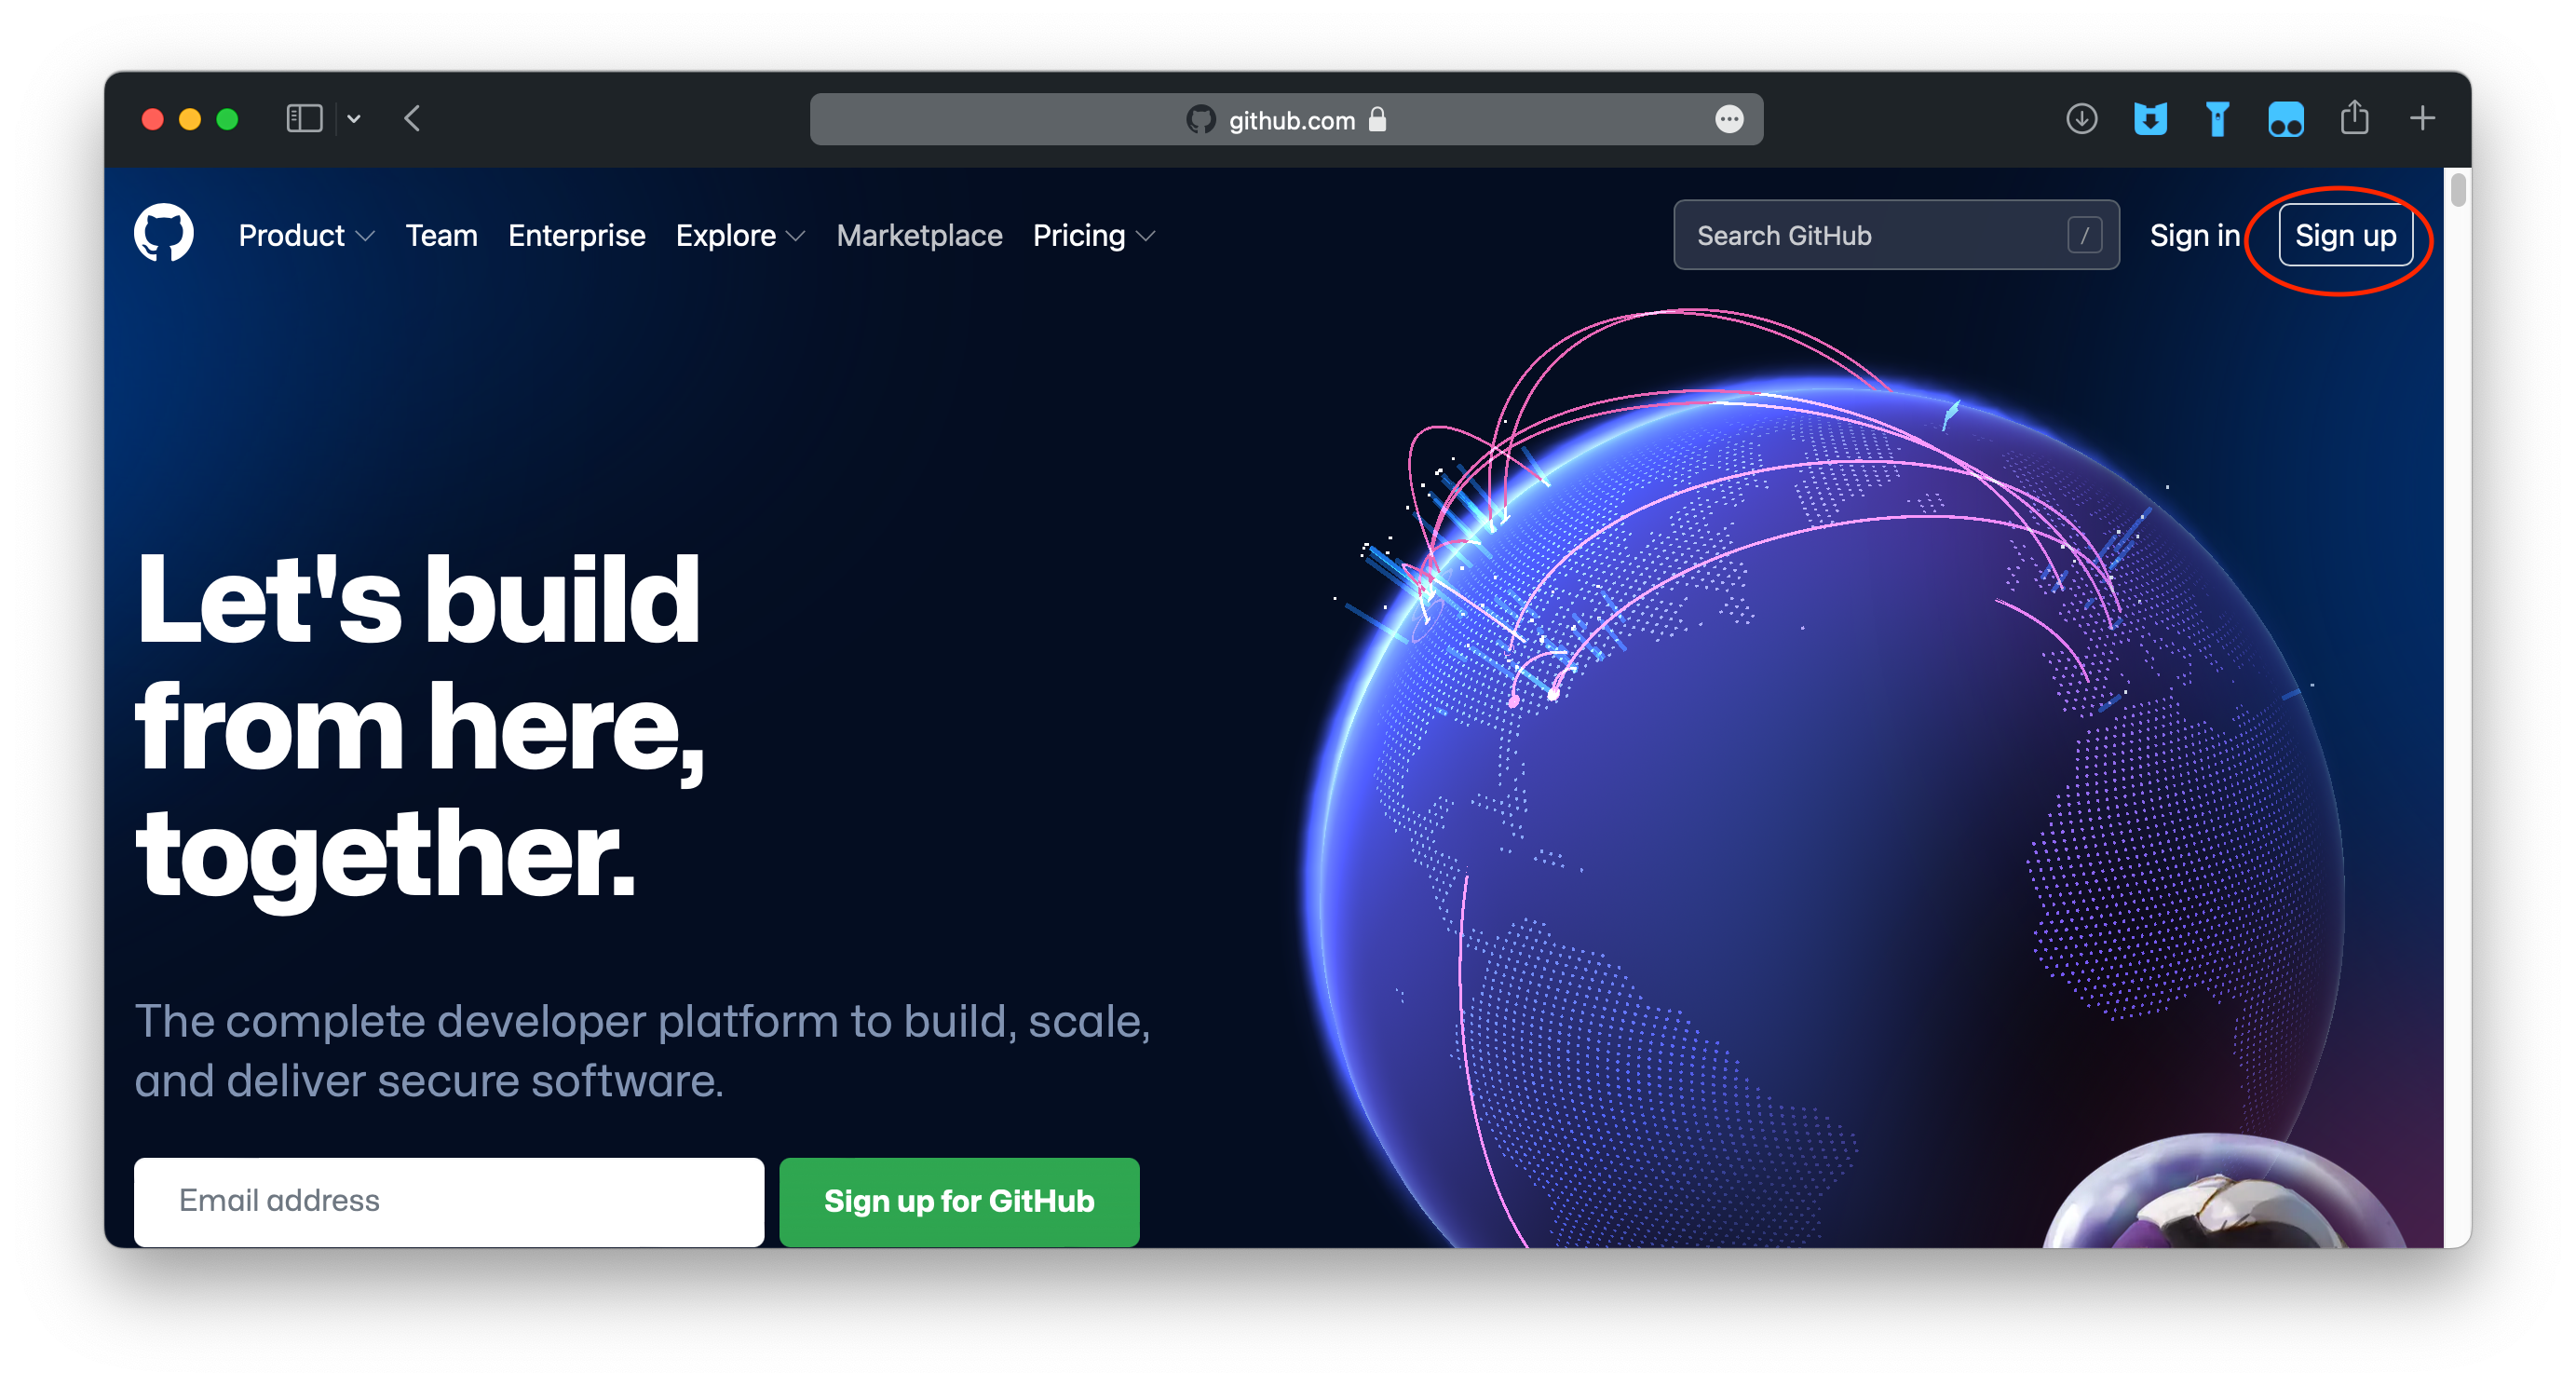 github.com
Product Team Enterprise Explore Marketplace Pricing Search GitHub / Sign in Sign up
Let's build
from here,
together.
The complete developer platform to build, scale,
and deliver secure software.
Email address Sign up for GitHub